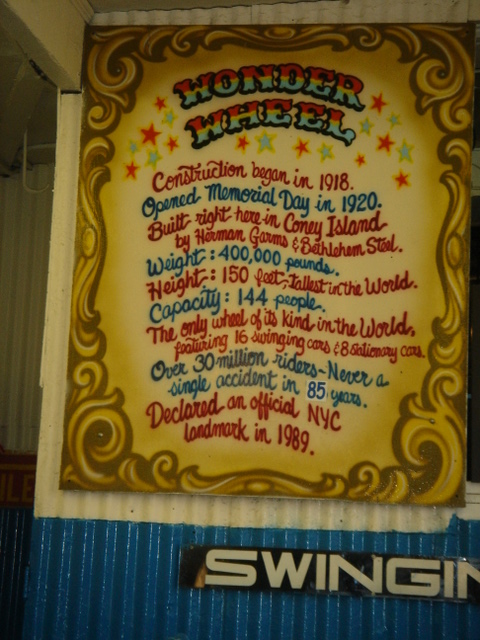 WONDER
WHEEL
Construction began in 1918.
Opened Memorial Day in 1920.
Built right here in Coney Island
by Herman Garms & Bethlehem Steel.
Weight: 400,000 pounds.
Height: 150 feet, tallest in the World.
Capacity: 144 people.
The only wheel of its kind in the World,
featuring 16 swinging cars & 8 stationary cars.
Over 30 million riders - Never a
single accident in 85 years.
Declared an official NYC
landmark in 1989.
SWINGIN